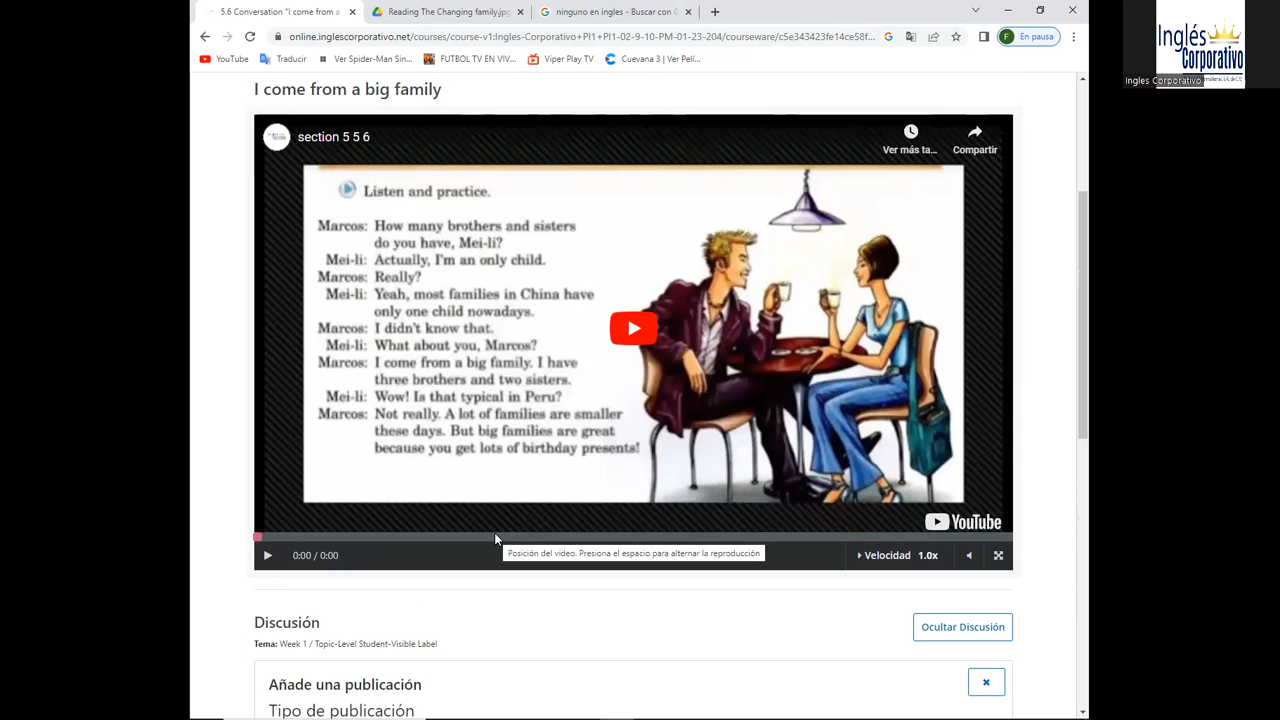 5.6 Conversation "I come from a
Reading The Changing family.jpg
ninguno en ingles - Buscar con G
online.inglescorporativo.net/courses/course-v1:Ingles-Corporativo+PI1+PI1-02-9-10-PM-01-23-204/courseware/c5e343423fe14ce58f...
F En pausa
YouTube
Traducir
Ver Spider-Man Sin...
FUTBOL TV EN VIV...
Viper Play TV
Cuevana 3 | Ver Pelí...
Inglés
Corporativo
Ingles Corporativo
I come from a big family
section 5 5 6
Ver más ta...
Compartir
Listen and practice.
Marcos: How many brothers and sisters
do you have, Mei-li?
Mei-li: Actually, I'm an only child.
Marcos: Really?
Mei-li: Yeah, most families in China have
only one child nowadays.
Marcos: I didn't know that.
Mei-li: What about you, Marcos?
Marcos: I come from a big family. I have
three brothers and two sisters.
Mei-li: Wow! Is that typical in Peru?
Marcos: Not really. A lot of families are smaller
these days. But big families are great
because you get lots of birthday presents!
YouTube
Posición del video. Presiona el espacio para alternar la reproducción
0:00 / 0:00
Velocidad 1.0x
Discusión
Ocultar Discusión
Tema: Week 1 / Topic-Level Student-Visible Label
Añade una publicación
Tipo de publicación